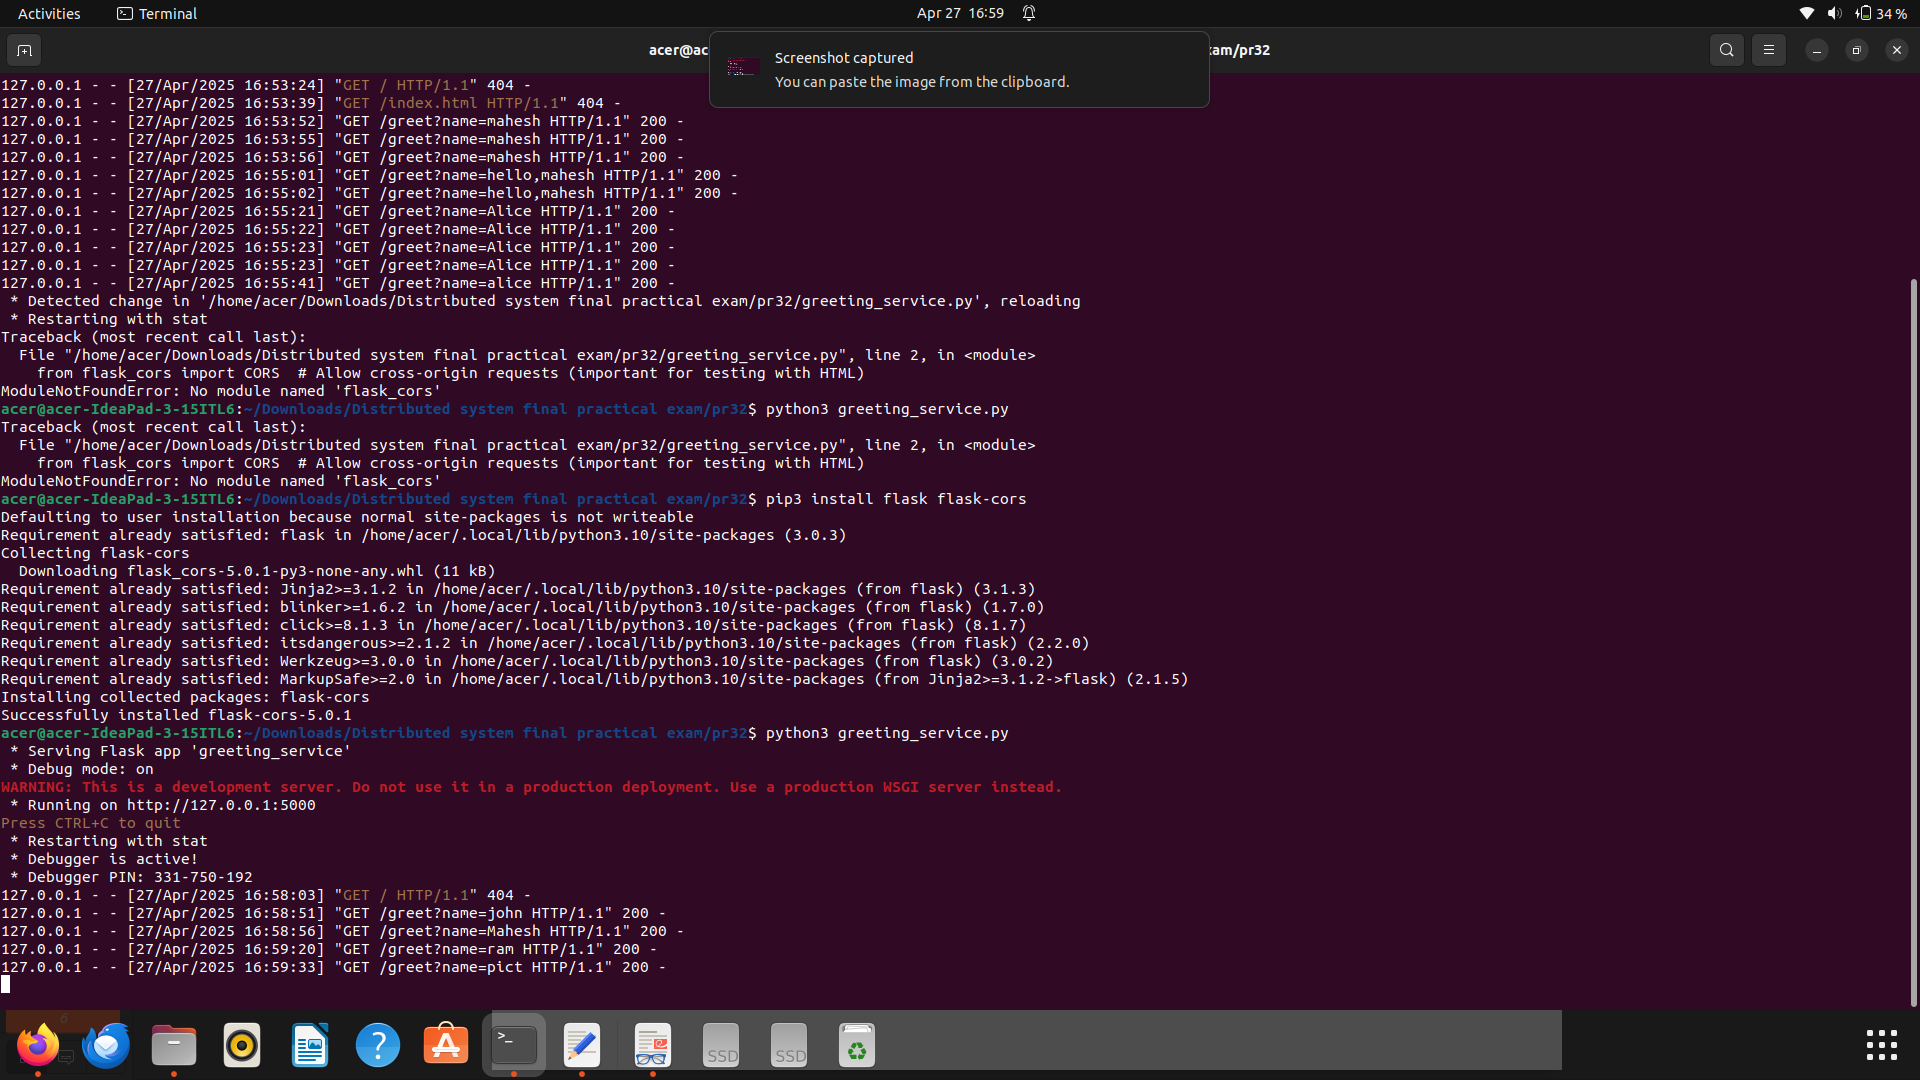 Activities Terminal Apr 27 16:59 34 %
acer@ac xam/pr32
Screenshot captured
You can paste the image from the clipboard.
127.0.0.1 - - [27/Apr/2025 16:53:24] "GET / HTTP/1.1" 404 -
127.0.0.1 - - [27/Apr/2025 16:53:39] "GET /index.html HTTP/1.1" 404 -
127.0.0.1 - - [27/Apr/2025 16:53:52] "GET /greet?name=mahesh HTTP/1.1" 200 -
127.0.0.1 - - [27/Apr/2025 16:53:55] "GET /greet?name=mahesh HTTP/1.1" 200 -
127.0.0.1 - - [27/Apr/2025 16:53:56] "GET /greet?name=mahesh HTTP/1.1" 200 -
127.0.0.1 - - [27/Apr/2025 16:55:01] "GET /greet?name=hello,mahesh HTTP/1.1" 200 -
127.0.0.1 - - [27/Apr/2025 16:55:02] "GET /greet?name=hello,mahesh HTTP/1.1" 200 -
127.0.0.1 - - [27/Apr/2025 16:55:21] "GET /greet?name=Alice HTTP/1.1" 200 -
127.0.0.1 - - [27/Apr/2025 16:55:22] "GET /greet?name=Alice HTTP/1.1" 200 -
127.0.0.1 - - [27/Apr/2025 16:55:23] "GET /greet?name=Alice HTTP/1.1" 200 -
127.0.0.1 - - [27/Apr/2025 16:55:23] "GET /greet?name=Alice HTTP/1.1" 200 -
127.0.0.1 - - [27/Apr/2025 16:55:41] "GET /greet?name=alice HTTP/1.1" 200 -
 * Detected change in '/home/acer/Downloads/Distributed system final practical exam/pr32/greeting_service.py', reloading
 * Restarting with stat
Traceback (most recent call last):
  File "/home/acer/Downloads/Distributed system final practical exam/pr32/greeting_service.py", line 2, in <module>
    from flask_cors import CORS  # Allow cross-origin requests (important for testing with HTML)
ModuleNotFoundError: No module named 'flask_cors'
acer@acer-IdeaPad-3-15ITL6:~/Downloads/Distributed system final practical exam/pr32$ python3 greeting_service.py
Traceback (most recent call last):
  File "/home/acer/Downloads/Distributed system final practical exam/pr32/greeting_service.py", line 2, in <module>
    from flask_cors import CORS  # Allow cross-origin requests (important for testing with HTML)
ModuleNotFoundError: No module named 'flask_cors'
acer@acer-IdeaPad-3-15ITL6:~/Downloads/Distributed system final practical exam/pr32$ pip3 install flask flask-cors
Defaulting to user installation because normal site-packages is not writeable
Requirement already satisfied: flask in /home/acer/.local/lib/python3.10/site-packages (3.0.3)
Collecting flask-cors
  Downloading flask_cors-5.0.1-py3-none-any.whl (11 kB)
Requirement already satisfied: Jinja2>=3.1.2 in /home/acer/.local/lib/python3.10/site-packages (from flask) (3.1.3)
Requirement already satisfied: blinker>=1.6.2 in /home/acer/.local/lib/python3.10/site-packages (from flask) (1.7.0)
Requirement already satisfied: click>=8.1.3 in /home/acer/.local/lib/python3.10/site-packages (from flask) (8.1.7)
Requirement already satisfied: itsdangerous>=2.1.2 in /home/acer/.local/lib/python3.10/site-packages (from flask) (2.2.0)
Requirement already satisfied: Werkzeug>=3.0.0 in /home/acer/.local/lib/python3.10/site-packages (from flask) (3.0.2)
Requirement already satisfied: MarkupSafe>=2.0 in /home/acer/.local/lib/python3.10/site-packages (from Jinja2>=3.1.2->flask) (2.1.5)
Installing collected packages: flask-cors
Successfully installed flask-cors-5.0.1
acer@acer-IdeaPad-3-15ITL6:~/Downloads/Distributed system final practical exam/pr32$ python3 greeting_service.py
 * Serving Flask app 'greeting_service'
 * Debug mode: on
WARNING: This is a development server. Do not use it in a production deployment. Use a production WSGI server instead.
 * Running on http://127.0.0.1:5000
Press CTRL+C to quit
 * Restarting with stat
 * Debugger is active!
 * Debugger PIN: 331-750-192
127.0.0.1 - - [27/Apr/2025 16:58:03] "GET / HTTP/1.1" 404 -
127.0.0.1 - - [27/Apr/2025 16:58:51] "GET /greet?name=john HTTP/1.1" 200 -
127.0.0.1 - - [27/Apr/2025 16:58:56] "GET /greet?name=Mahesh HTTP/1.1" 200 -
127.0.0.1 - - [27/Apr/2025 16:59:20] "GET /greet?name=ram HTTP/1.1" 200 -
127.0.0.1 - - [27/Apr/2025 16:59:33] "GET /greet?name=pict HTTP/1.1" 200 -
6
SSD SSD